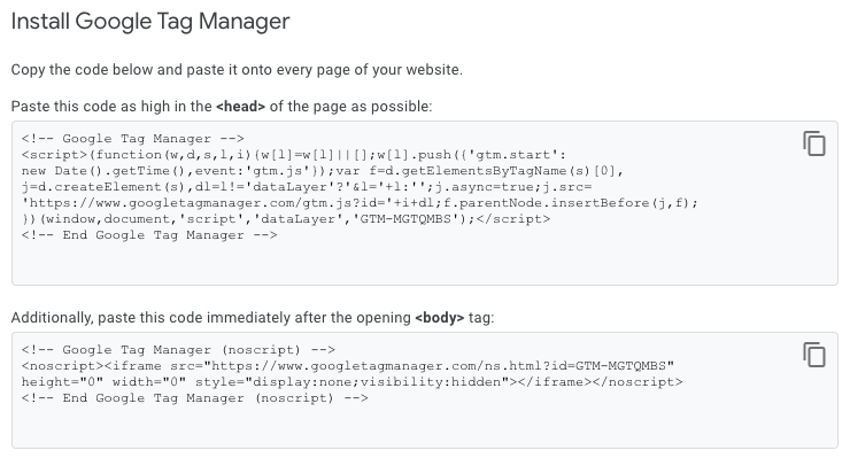 Install Google Tag Manager
Copy the code below and paste it onto every page of your website.
Paste this code as high in the <head> of the page as possible:
<!-- Google Tag Manager -->
<script>(function(w,d,s,l,i){w[l]=w[l]||[];w[l].push({'gtm.start':
new Date().getTime(),event:'gtm.js'});var f=d.getElementsByTagName(s)[0],
j=d.createElement(s),dl=l!='dataLayer'?'&l='+l:'';j.async=true;j.src=
'https://www.googletagmanager.com/gtm.js?id='+i+dl;f.parentNode.insertBefore(j,f);
})(window,document,'script','dataLayer','GTM-MGTQMBS');</script>
<!-- End Google Tag Manager -->
Additionally, paste this code immediately after the opening <body> tag:
<!-- Google Tag Manager (noscript) -->
<noscript><iframe src="https://www.googletagmanager.com/ns.html?id=GTM-MGTQMBS"
height="0" width="0" style="display:none;visibility:hidden"></iframe></noscript>
<!-- End Google Tag Manager (noscript) -->